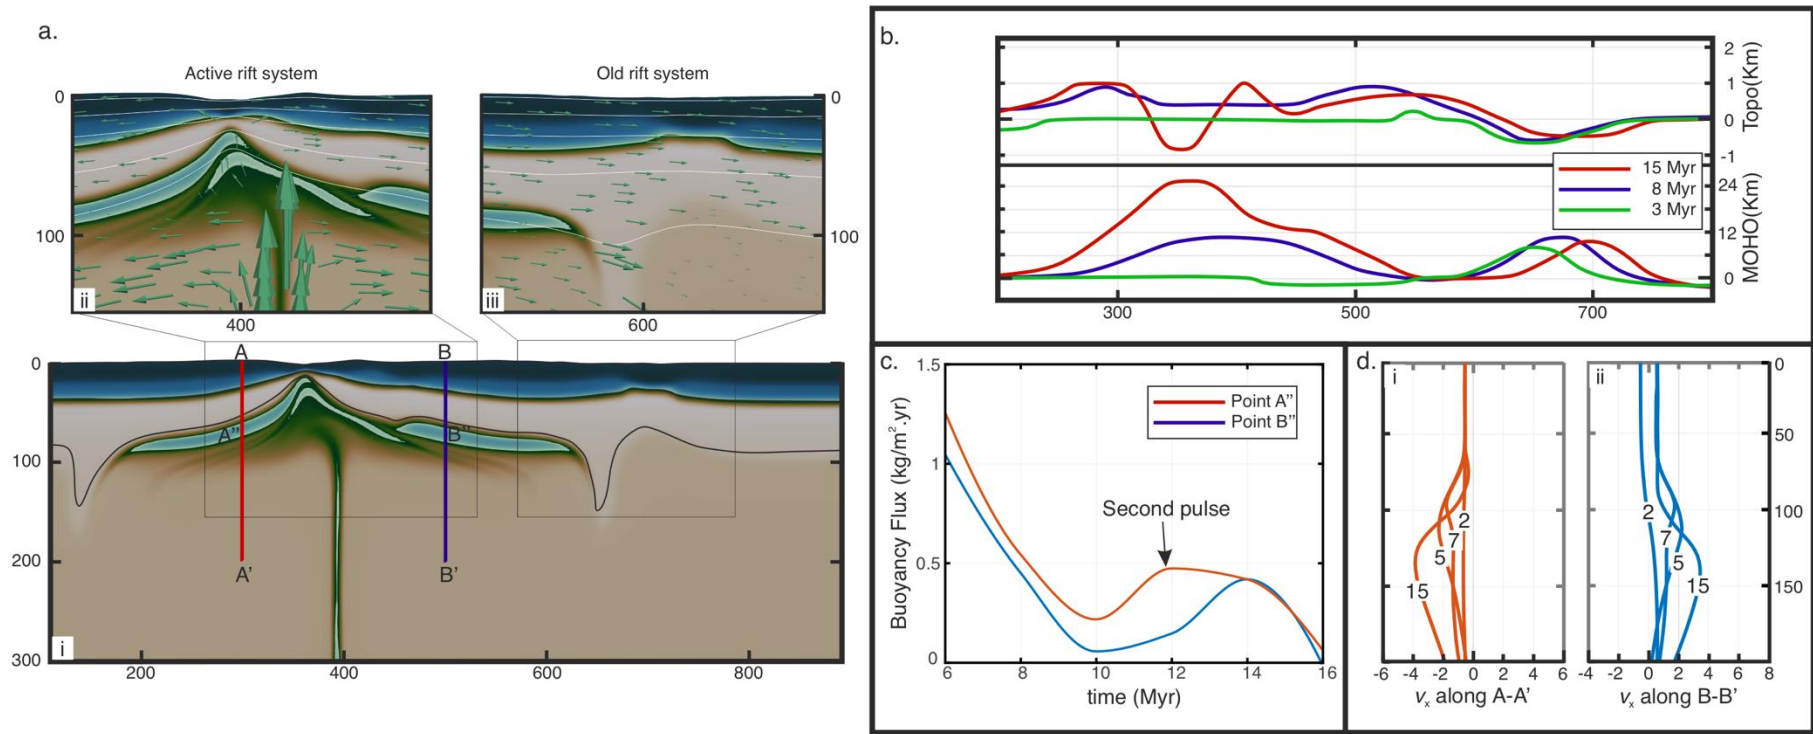 a.
Active rift system
Old rift system
0
100
ii
400
0
100
iii
600
A
B
0
100
200
300
A"
B"
A'
B'
i
200
400
600
800
b.
2
1
0
-1
Topo(Km)
15 Myr
8 Myr
3 Myr
24
12
0
MOHO(Km)
300
500
700
c.
1.5
1
0.5
0
Buoyancy Flux (kg/m².yr)
Point A"
Point B"
Second pulse
6
8
10
12
14
16
time (Myr)
d.
i
2
7
5
15
-6
-4
-2
0
2
4
6
vₓ along A-A'
ii
2
7
5
15
0
50
100
150
-4
-2
0
2
4
6
8
vₓ along B-B'